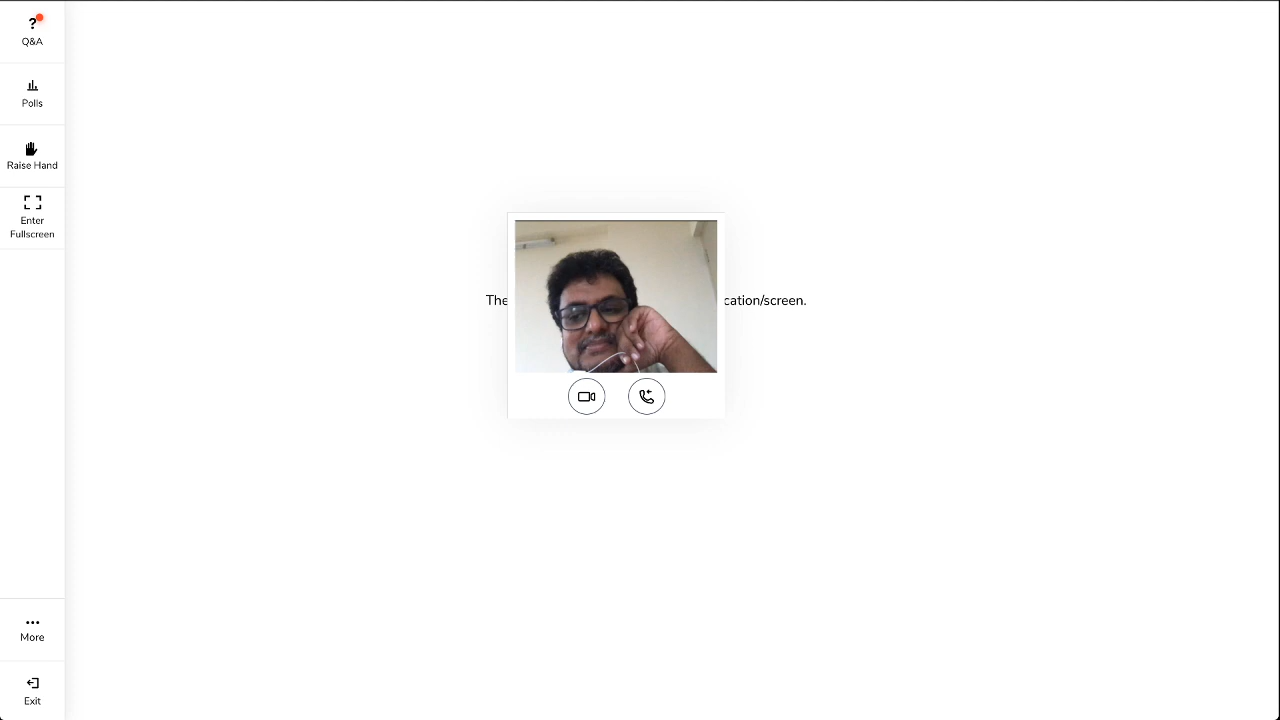 ?
Q&A
Polls
Raise Hand
Enter
Fullscreen
The cation/screen.
More
Exit